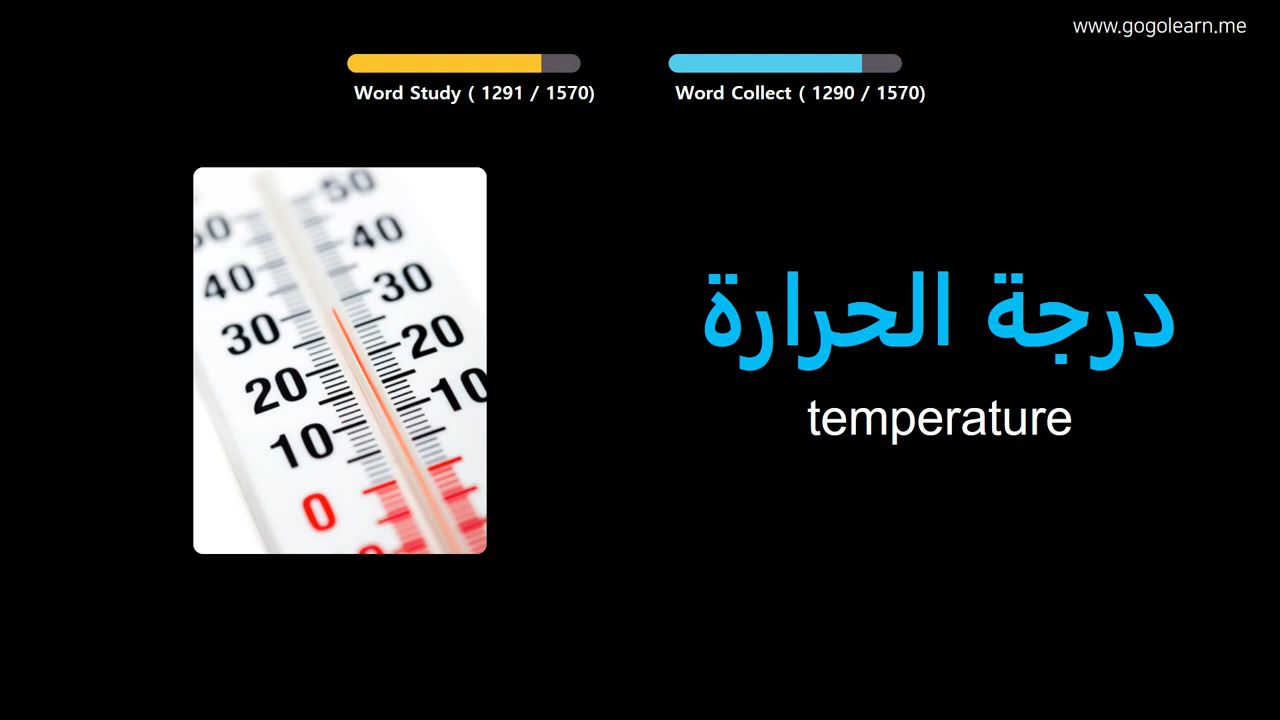 www.gogolearn.me
Word Study ( 1291 / 1570)
Word Collect ( 1290 / 1570)
50
40
30
20
10
50
40
30
20
10
0
درجة الحرارة
temperature